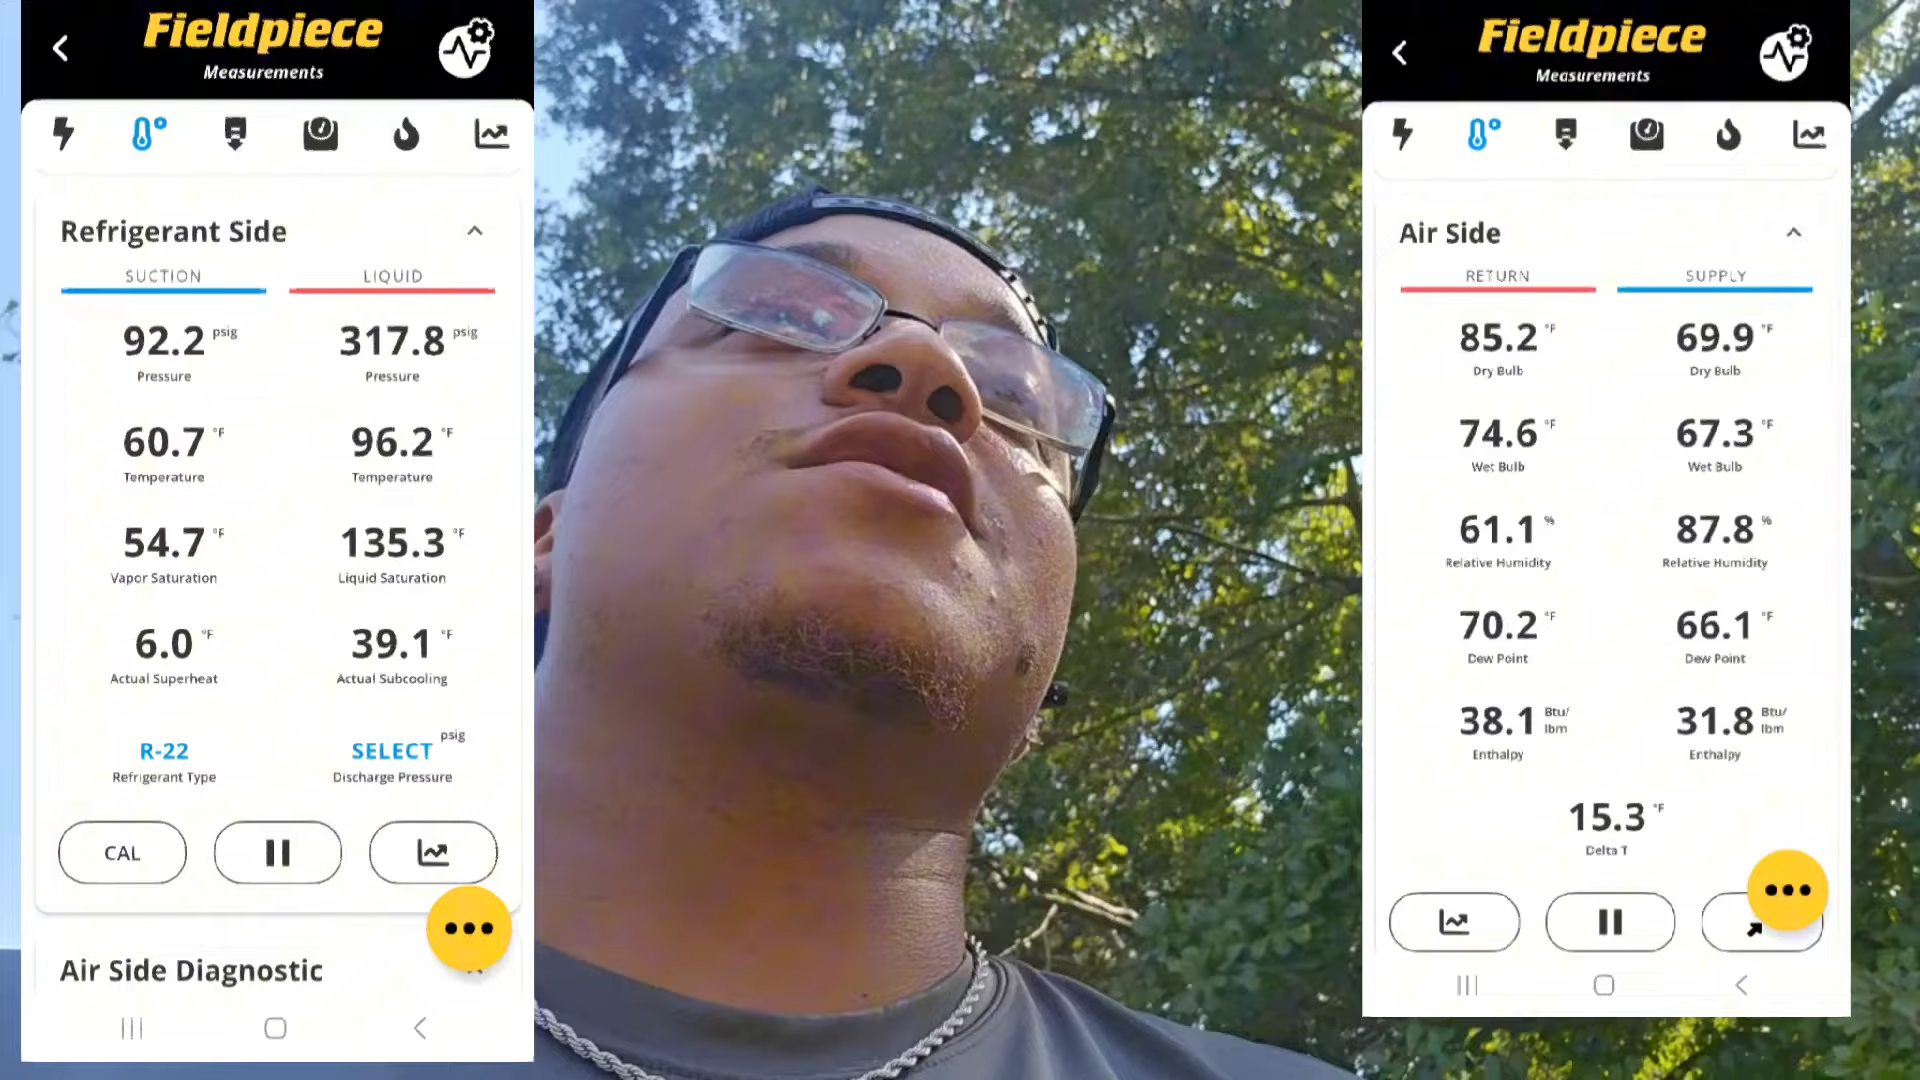 Fieldpiece
Measurements
Refrigerant Side
SUCTION LIQUID
92.2 psig 317.8 psig
Pressure Pressure
60.7 °F 96.2 °F
Temperature Temperature
54.7 °F 135.3 °F
Vapor Saturation Liquid Saturation
6.0 °F 39.1 °F
Actual Superheat Actual Subcooling
R-22 SELECT psig
Refrigerant Type Discharge Pressure
CAL
Air Side Diagnostic
Fieldpiece
Measurements
Air Side
RETURN SUPPLY
85.2 °F 69.9 °F
Dry Bulb Dry Bulb
74.6 °F 67.3 °F
Wet Bulb Wet Bulb
61.1 % 87.8 %
Relative Humidity Relative Humidity
70.2 °F 66.1 °F
Dew Point Dew Point
38.1 Btu/lbm 31.8 Btu/lbm
Enthalpy Enthalpy
15.3 °F
Delta T